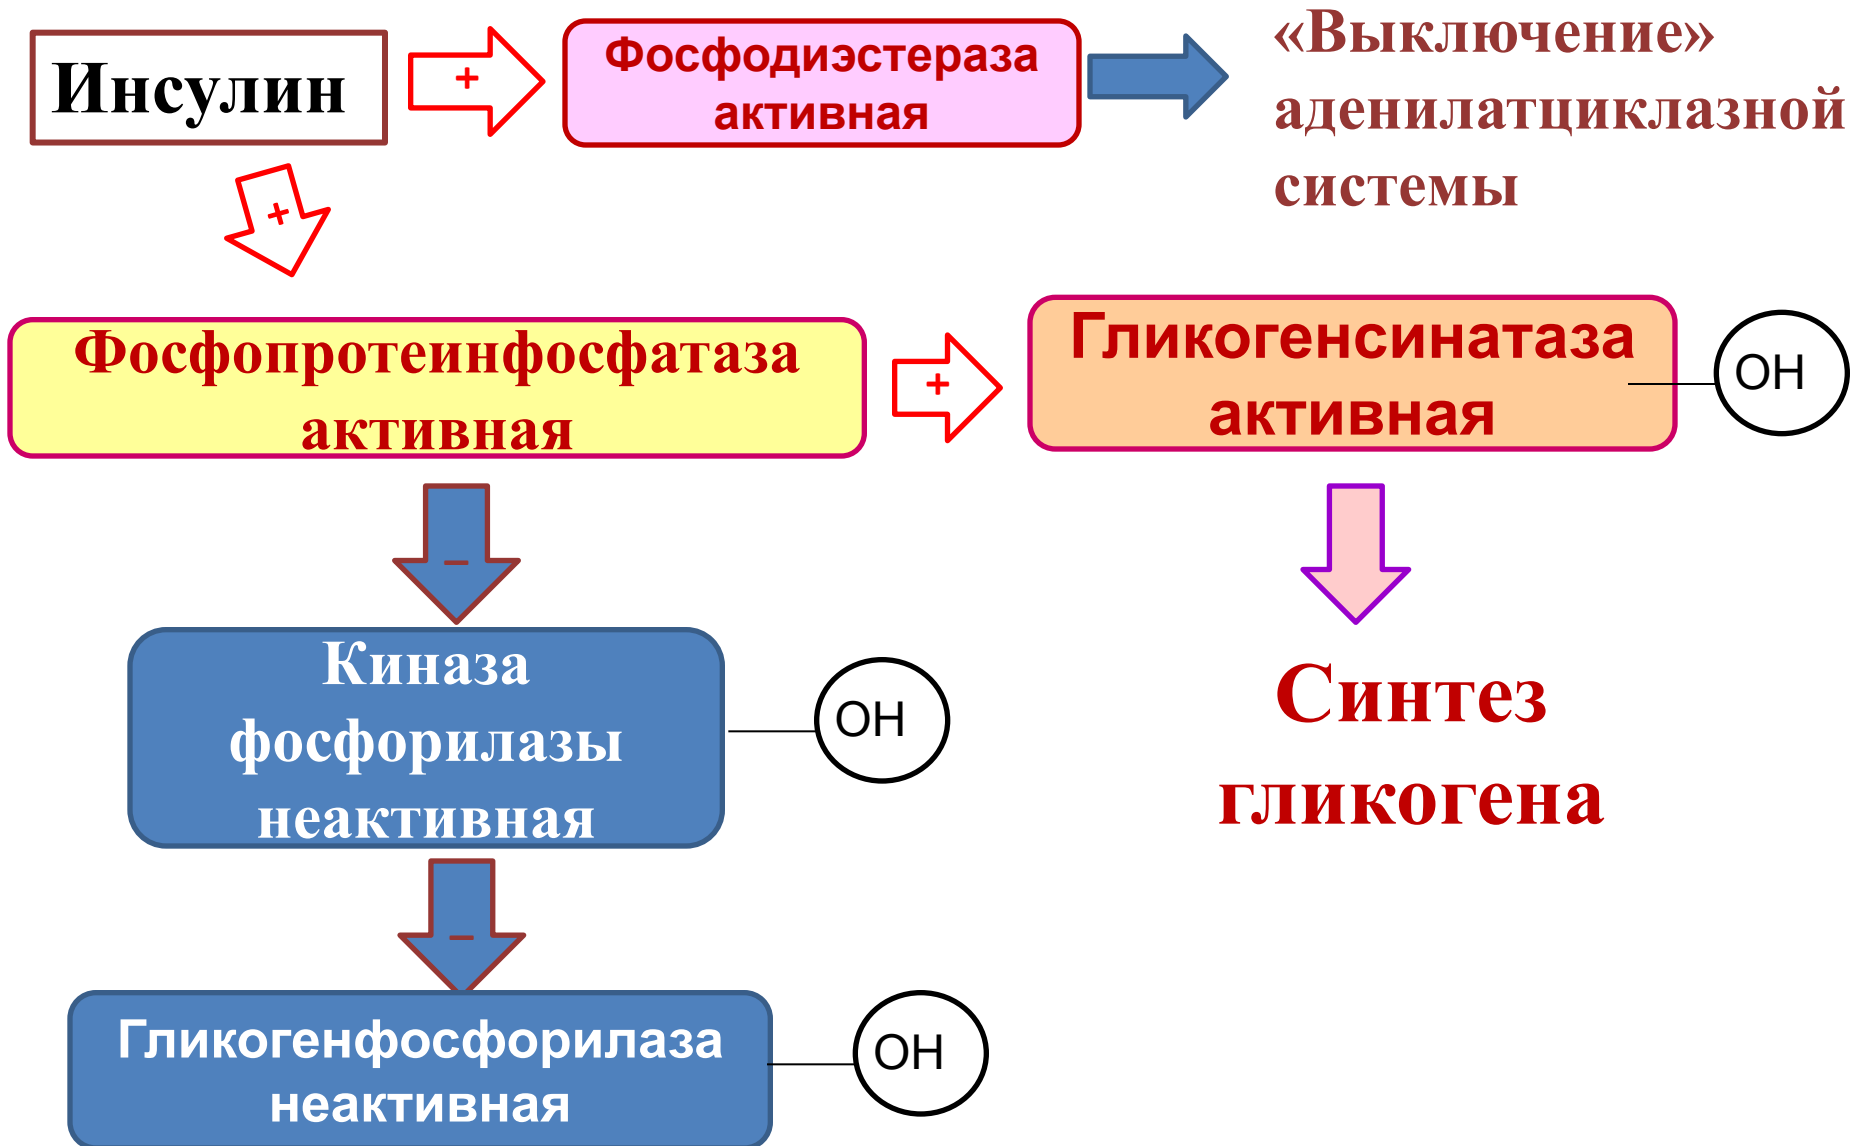 Инсулин
+
Фосфодиэстераза
активная
«Выключение»
аденилатциклазной
системы
+
Фосфопротеинфосфатаза
активная
+
Гликогенсинатаза
активная
OH
–
Киназа
фосфорилазы
неактивная
OH
Синтез
гликогена
–
Гликогенфосфорилаза
неактивная
OH